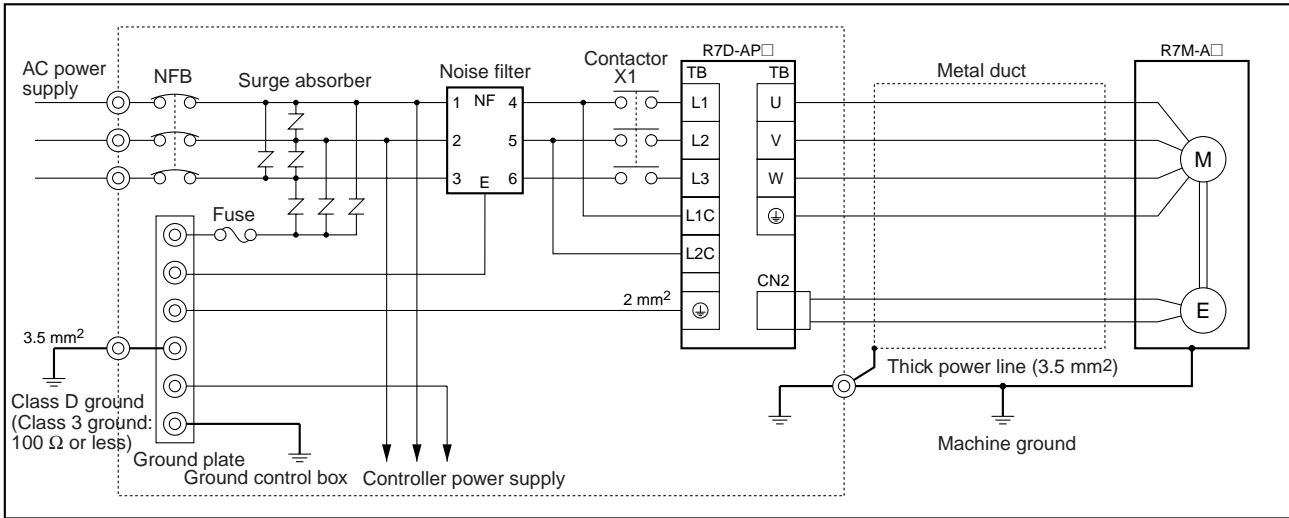 R7D-AP□
R7M-A□
AC power
supply
NFB
Surge absorber
Noise filter
Contactor
X1
TB
TB
Metal duct
1
NF
4
L1
U
2
5
L2
V
M
3
E
6
L3
W
Fuse
L1C
L2C
CN2
2 mm2
E
3.5 mm2
Thick power line (3.5 mm2)
Class D ground
(Class 3 ground:
100 Ω or less)
Machine ground
Ground plate
Ground control box
Controller power supply